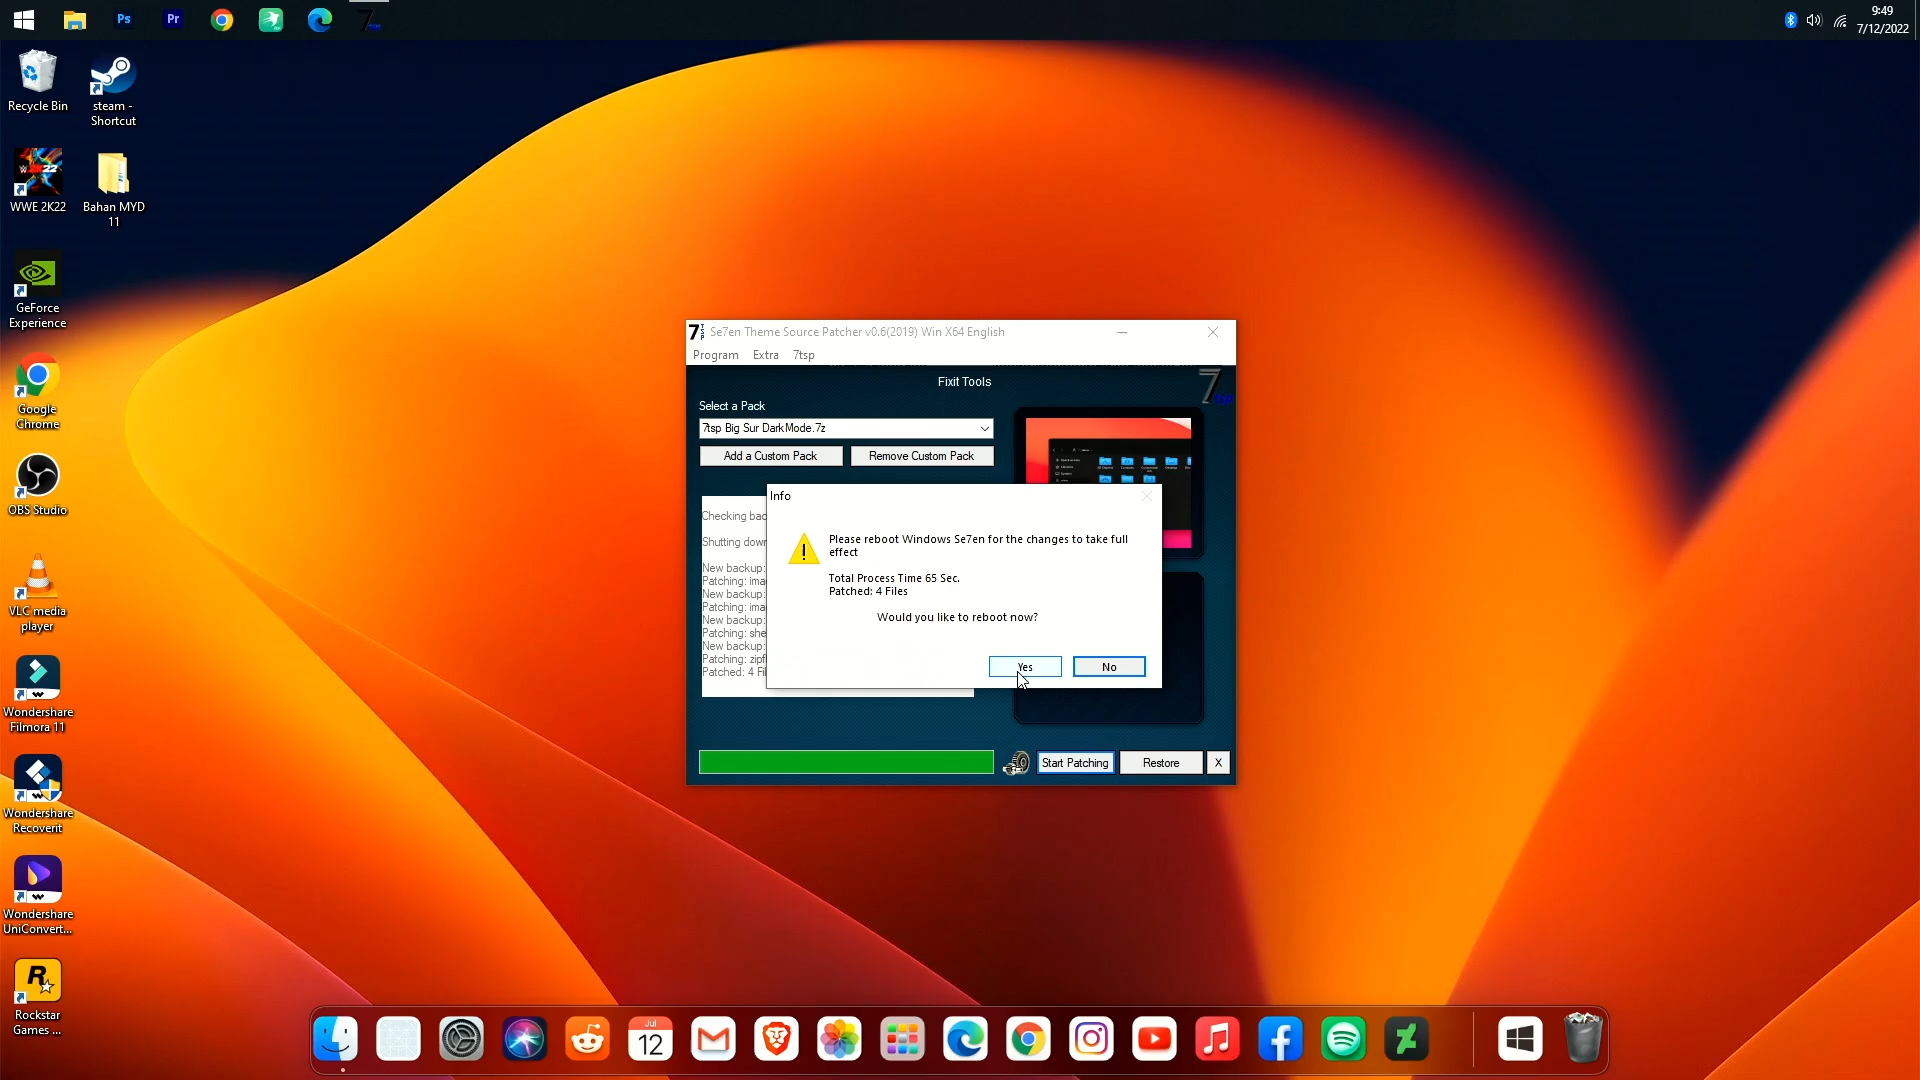 Ps
Pr
9:49
7/12/2022
Recycle Bin
steam -
Shortcut
WWE 2K22
Bahan MYD
11
GeForce
Experience
Google
Chrome
OBS Studio
VLC media
player
Wondershare
Filmora 11
Wondershare
Recoverit
Wondershare
UniConvert...
Rockstar
Games ...
Se7en Theme Source Patcher v0.6(2019) Win X64 English
Program
Extra
7tsp
Fixit Tools
Select a Pack
7tsp Big Sur DarkMode.7z
Add a Custom Pack
Remove Custom Pack
Checking bac
Shutting down
New backup:
Patching: ima
New backup:
Patching: ima
New backup:
Patching: she
New backup:
Patching: zipf
Patched: 4 Fil
Info
Please reboot Windows Se7en for the changes to take full
effect
Total Process Time 65 Sec.
Patched: 4 Files
Would you like to reboot now?
Yes
No
Start Patching
Restore
X
Jul
12